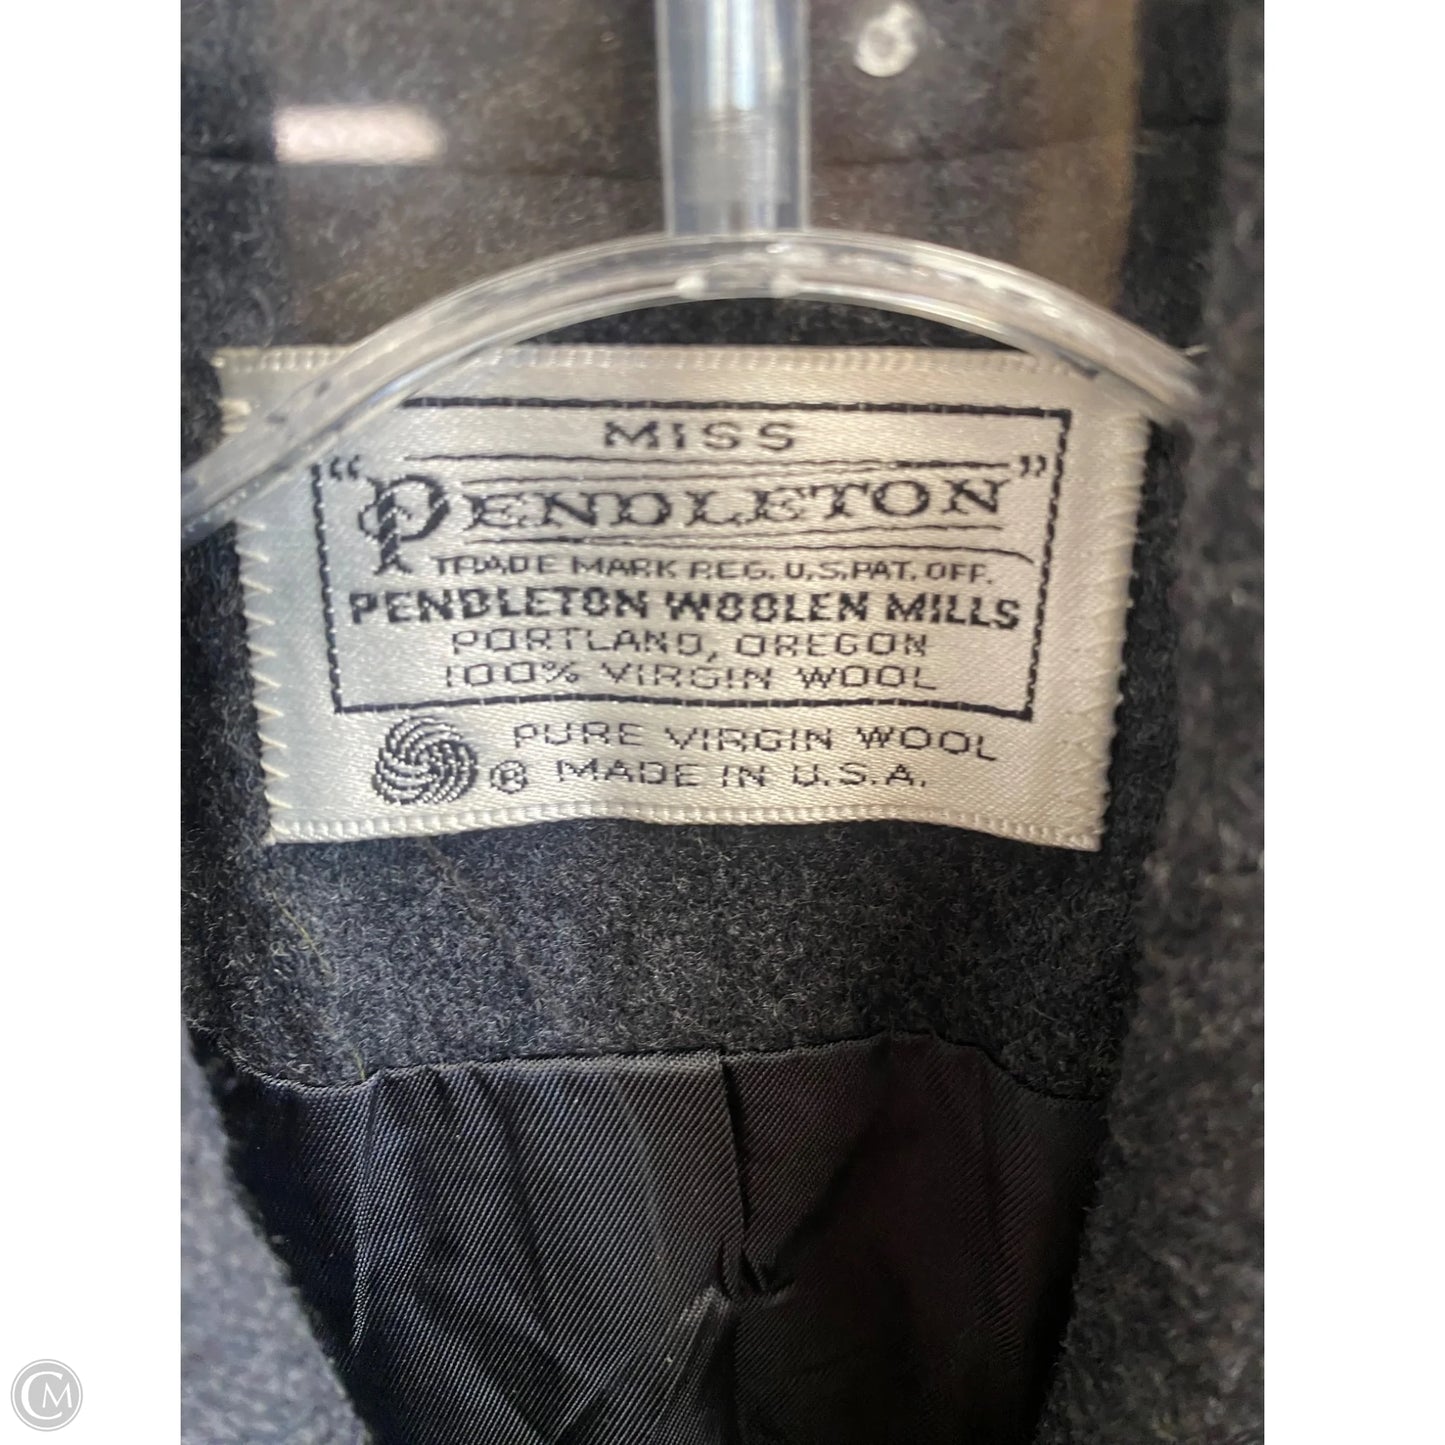 MISS
"PENDLETON"
TRADE MARK REG. U.S. PAT. OFF.
PENDLETON WOOLEN MILLS
PORTLAND, OREGON
100% VIRGIN WOOL
PURE VIRGIN WOOL
® MADE IN U.S.A.
CM